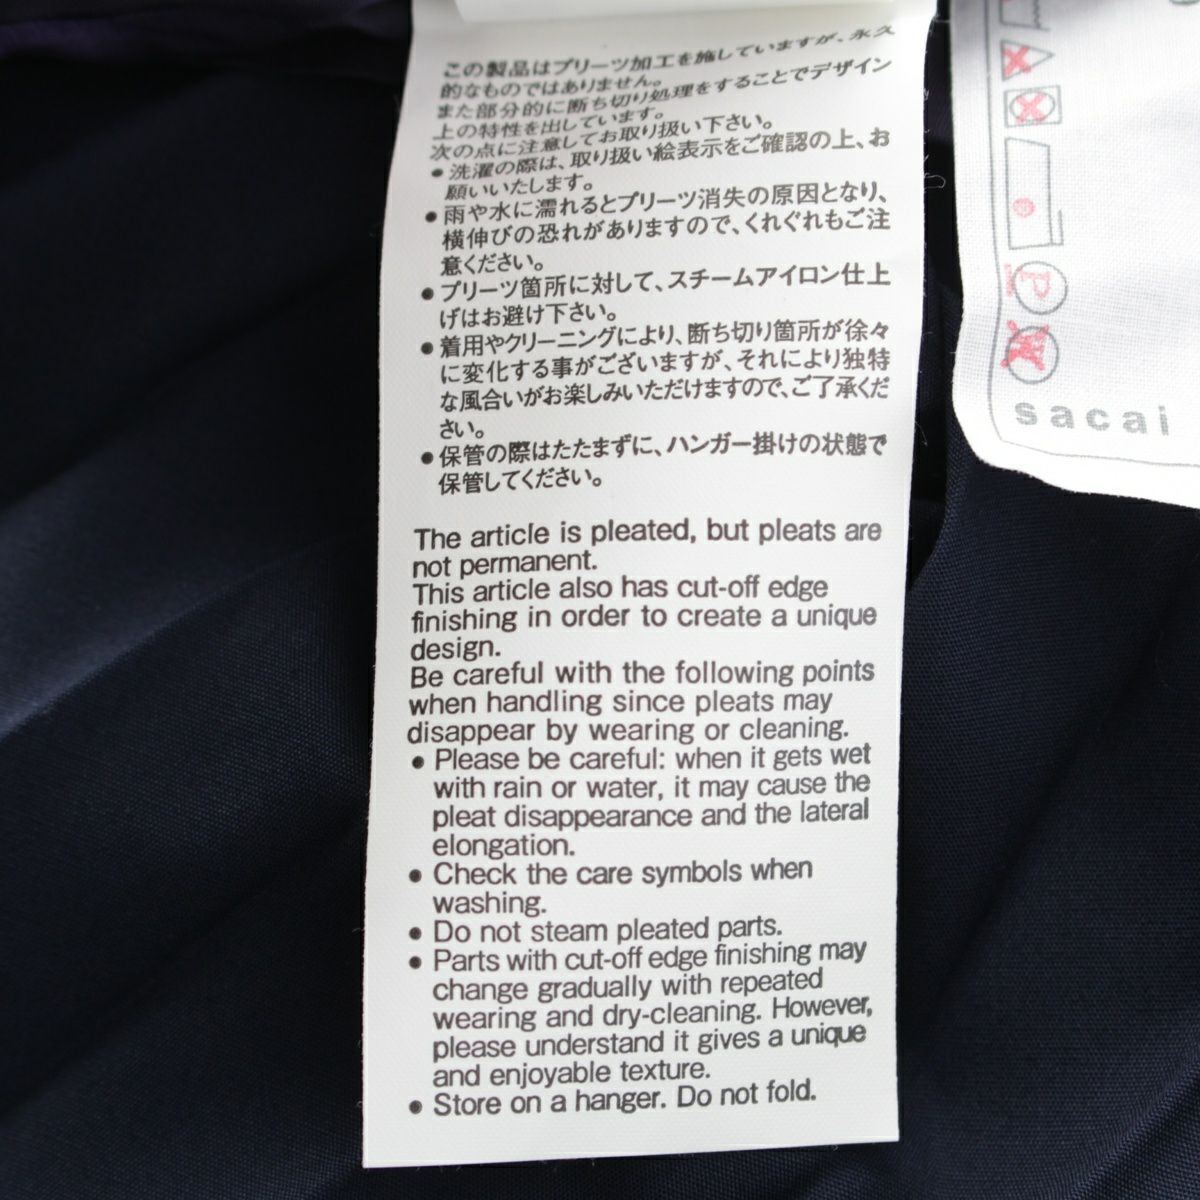 この製品はプリーツ加工を施していますが、永久
的なものではありません。
また部分的に断ち切り処理をすることでデザイン
上の特性を出しています。
次の点に注意してお取り扱い下さい。
● 洗濯の際は、取り扱い絵表示をご確認の上、お
願いいたします。
● 雨や水に濡れるとプリーツ消失の原因となり、
横伸びの恐れがありますので、くれぐれもご注
意ください。
● プリーツ箇所に対して、スチームアイロン仕上
げはお避け下さい。
● 着用やクリーニングにより、断ち切り箇所が徐々
に変化する事がございますが、それにより独特
な風合いがお楽しみいただけますので、ご了承くだ
さい。
● 保管の際はたたまずに、ハンガー掛けの状態で
保管してください。
The article is pleated, but pleats are
not permanent.
This article also has cut-off edge
finishing in order to create a unique
design.
Be careful with the following points
when handling since pleats may
disappear by wearing or cleaning.
● Please be careful: when it gets wet
with rain or water, it may cause the
pleat disappearance and the lateral
elongation.
● Check the care symbols when
washing.
● Do not steam pleated parts.
● Parts with cut-off edge finishing may
change gradually with repeated
wearing and dry-cleaning. However,
please understand it gives a unique
and enjoyable texture.
● Store on a hanger. Do not fold.
P
W
sacai